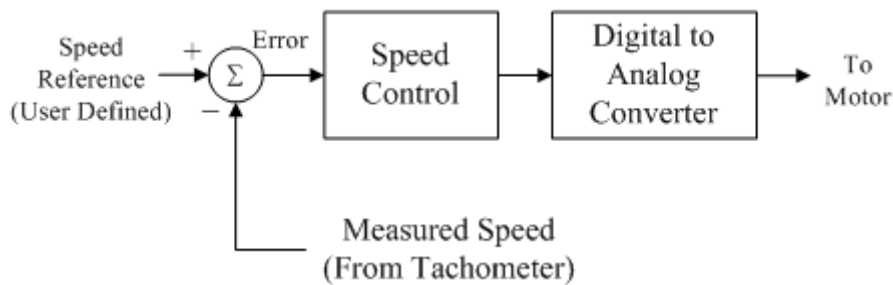 Speed
Reference
(User Defined)
+
−
Σ
Error
Speed
Control
Digital to
Analog
Converter
To
Motor
Measured Speed
(From Tachometer)